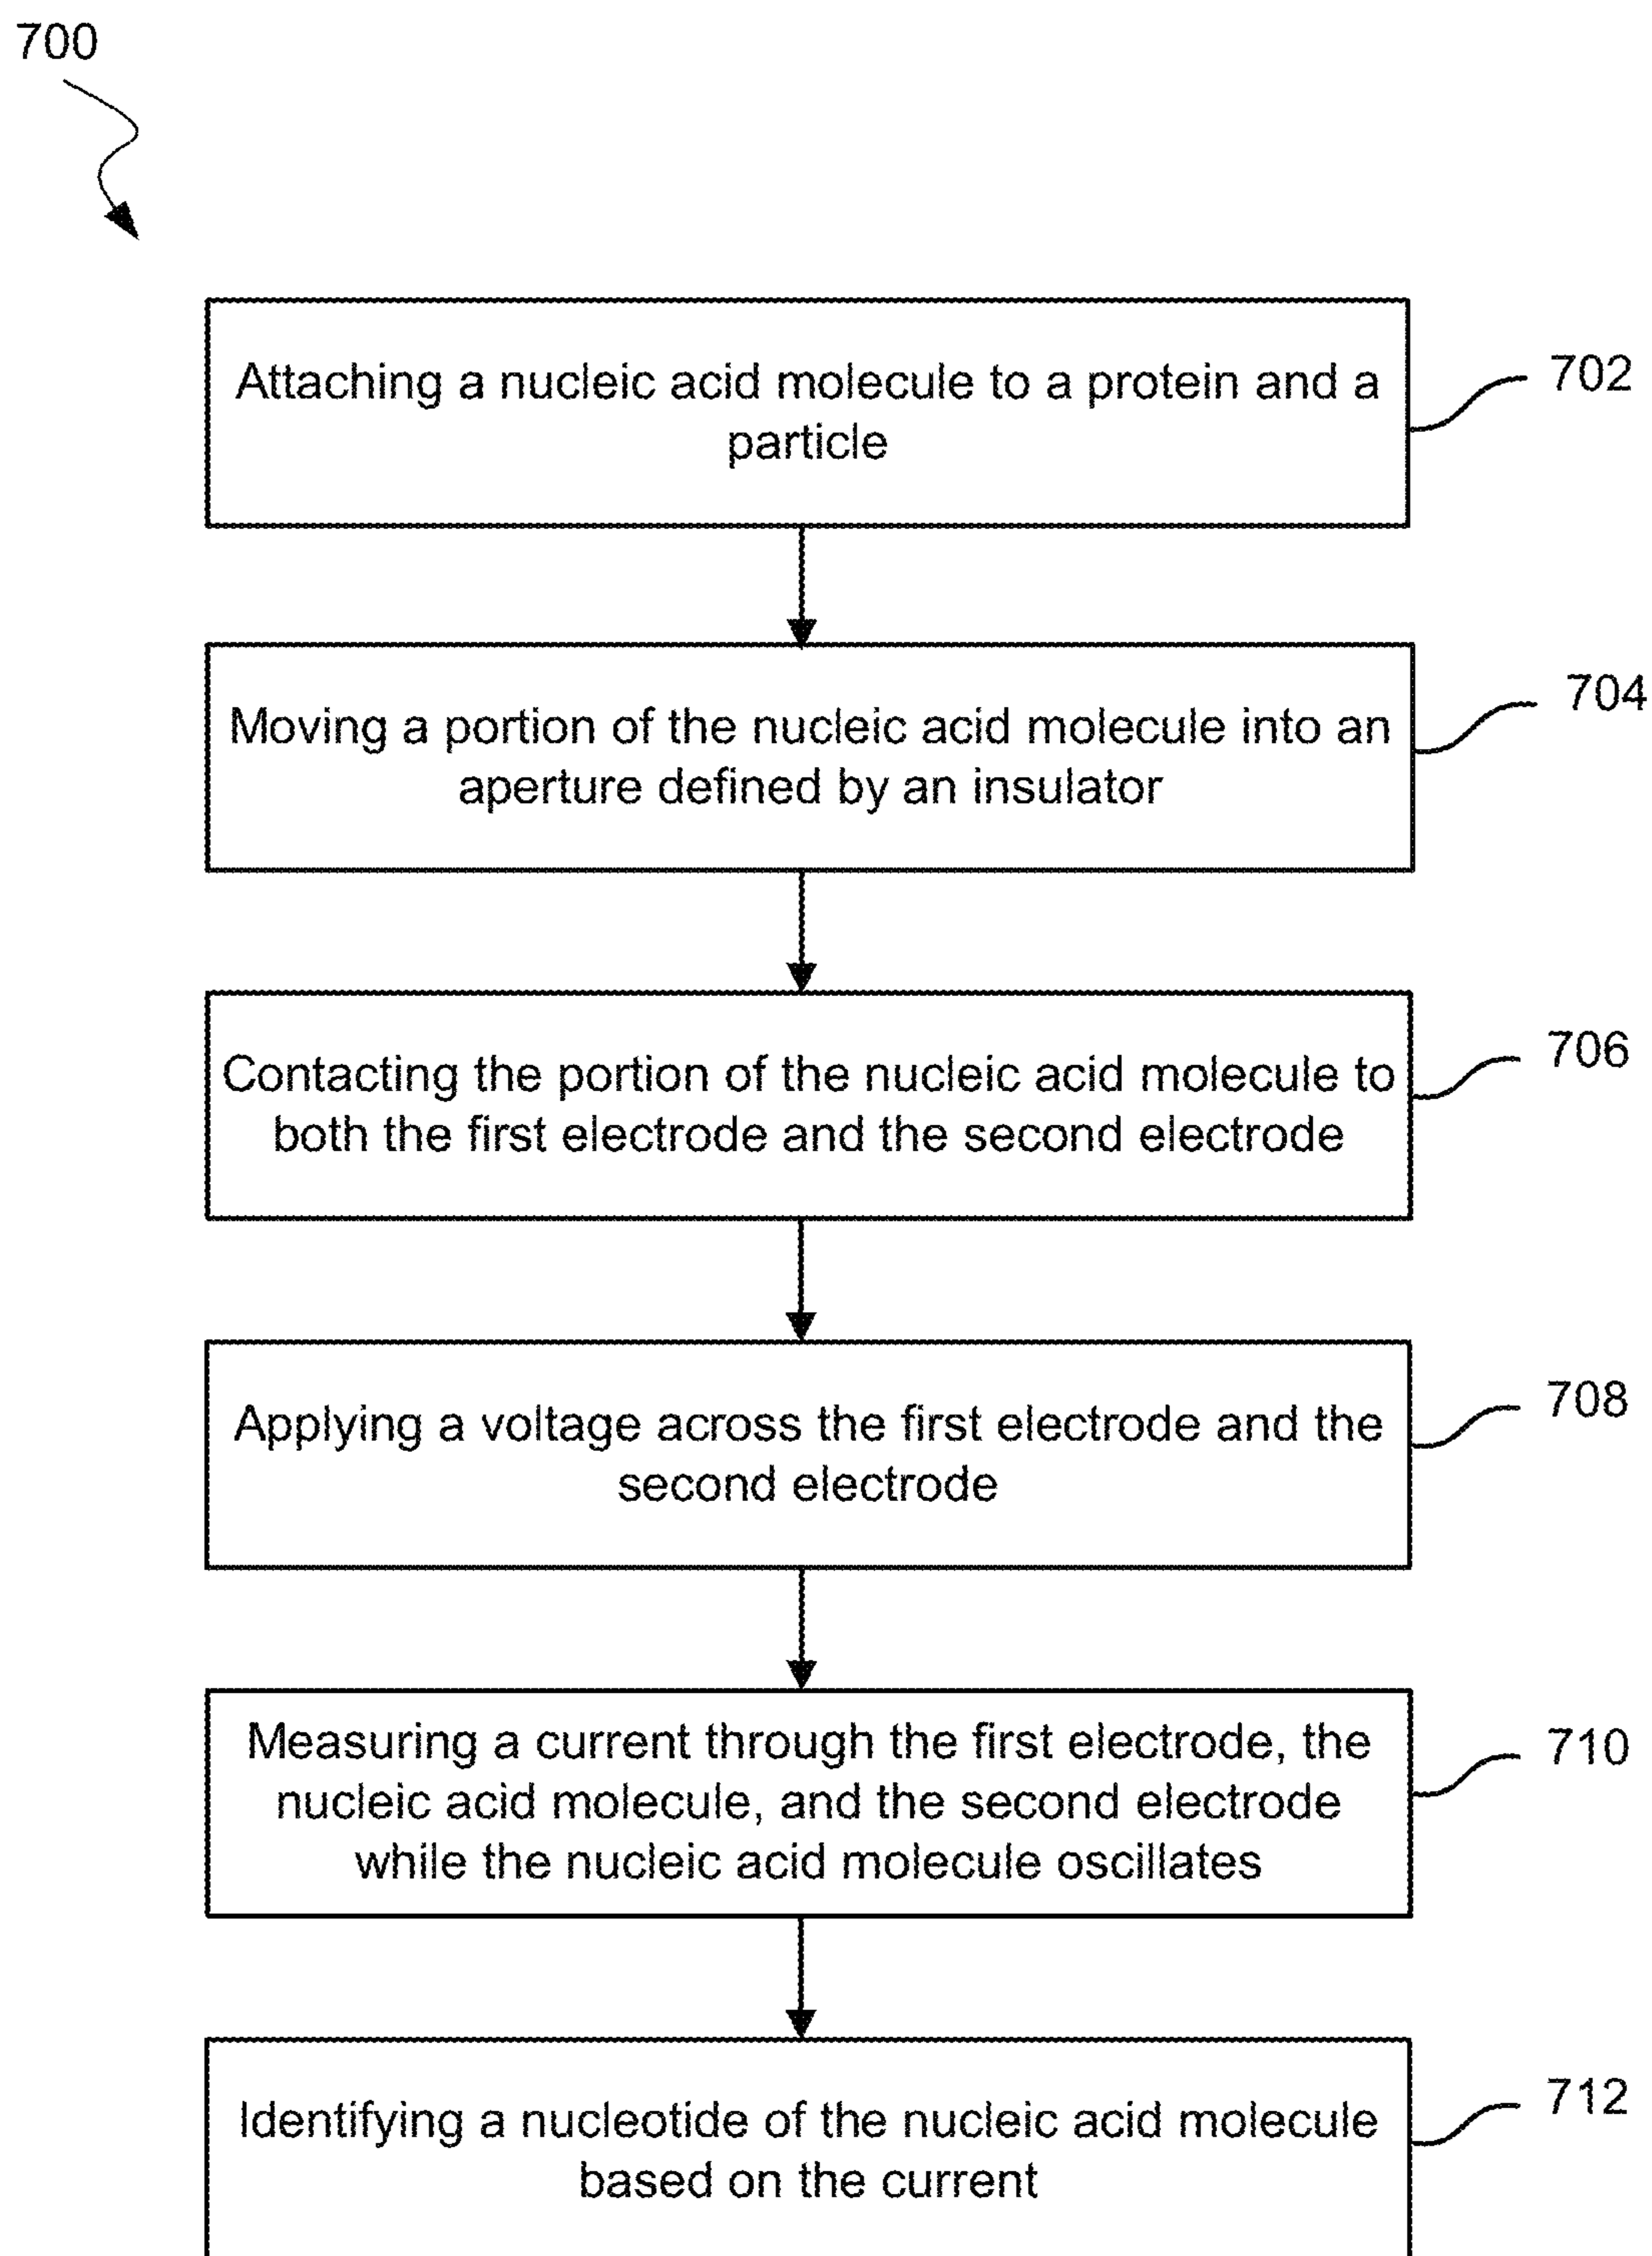 700
Attaching a nucleic acid molecule to a protein and a
particle
702
Moving a portion of the nucleic acid molecule into an
aperture defined by an insulator
704
Contacting the portion of the nucleic acid molecule to
both the first electrode and the second electrode
706
Applying a voltage across the first electrode and the
second electrode
708
Measuring a current through the first electrode, the
nucleic acid molecule, and the second electrode
while the nucleic acid molecule oscillates
710
Identifying a nucleotide of the nucleic acid molecule
based on the current
712